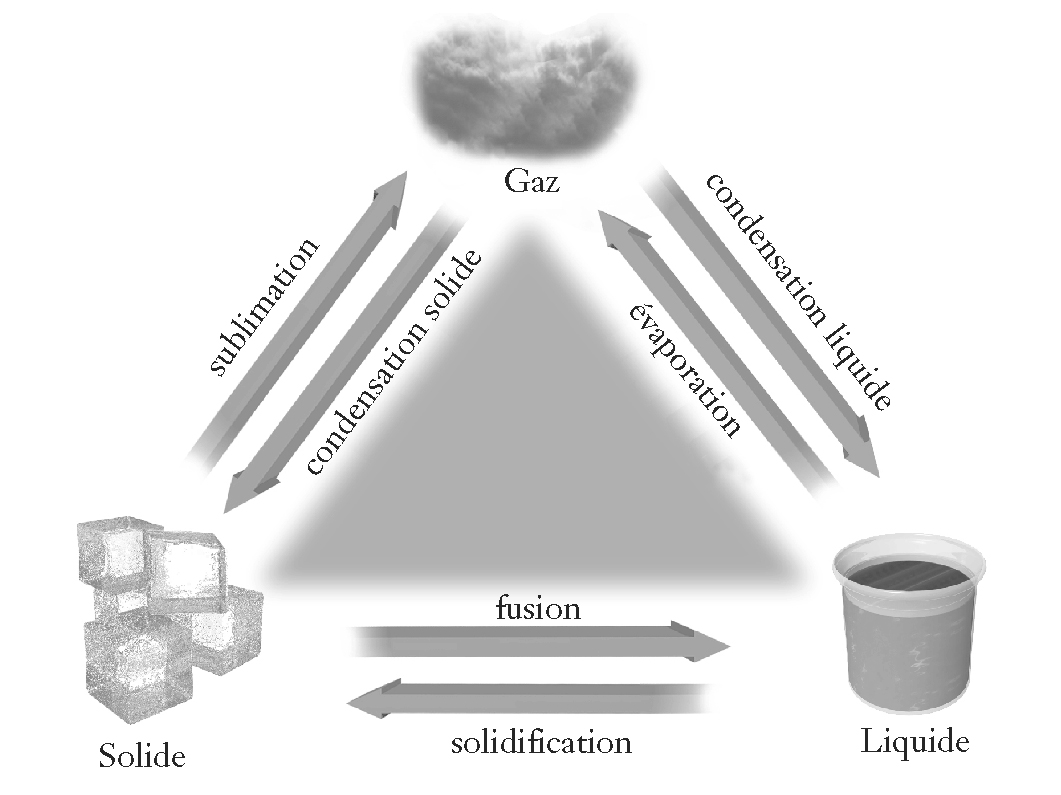 Gaz
sublimation
condensation solide
évaporation
condensation liquide
fusion
solidification
Solide
Liquide